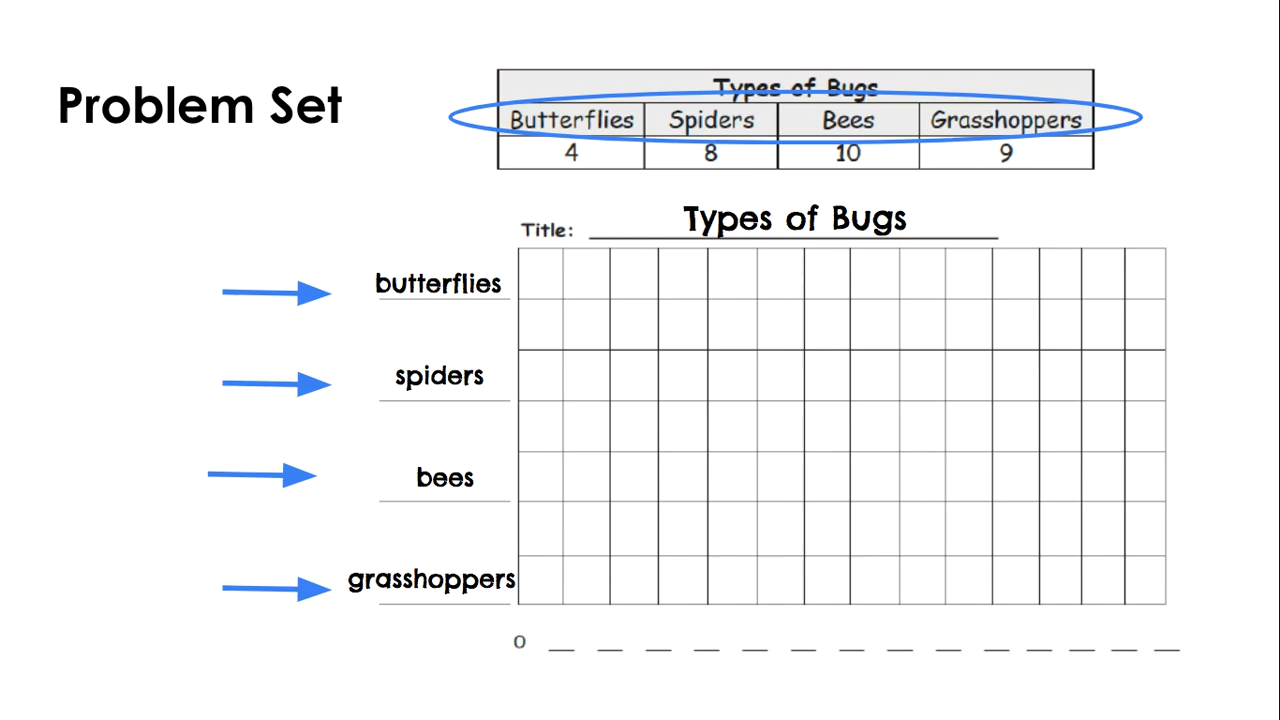 Problem Set
Types of Bugs
Butterflies Spiders Bees Grasshoppers
4 8 10 9
Title: Types of Bugs
butterflies
spiders
bees
grasshoppers
0